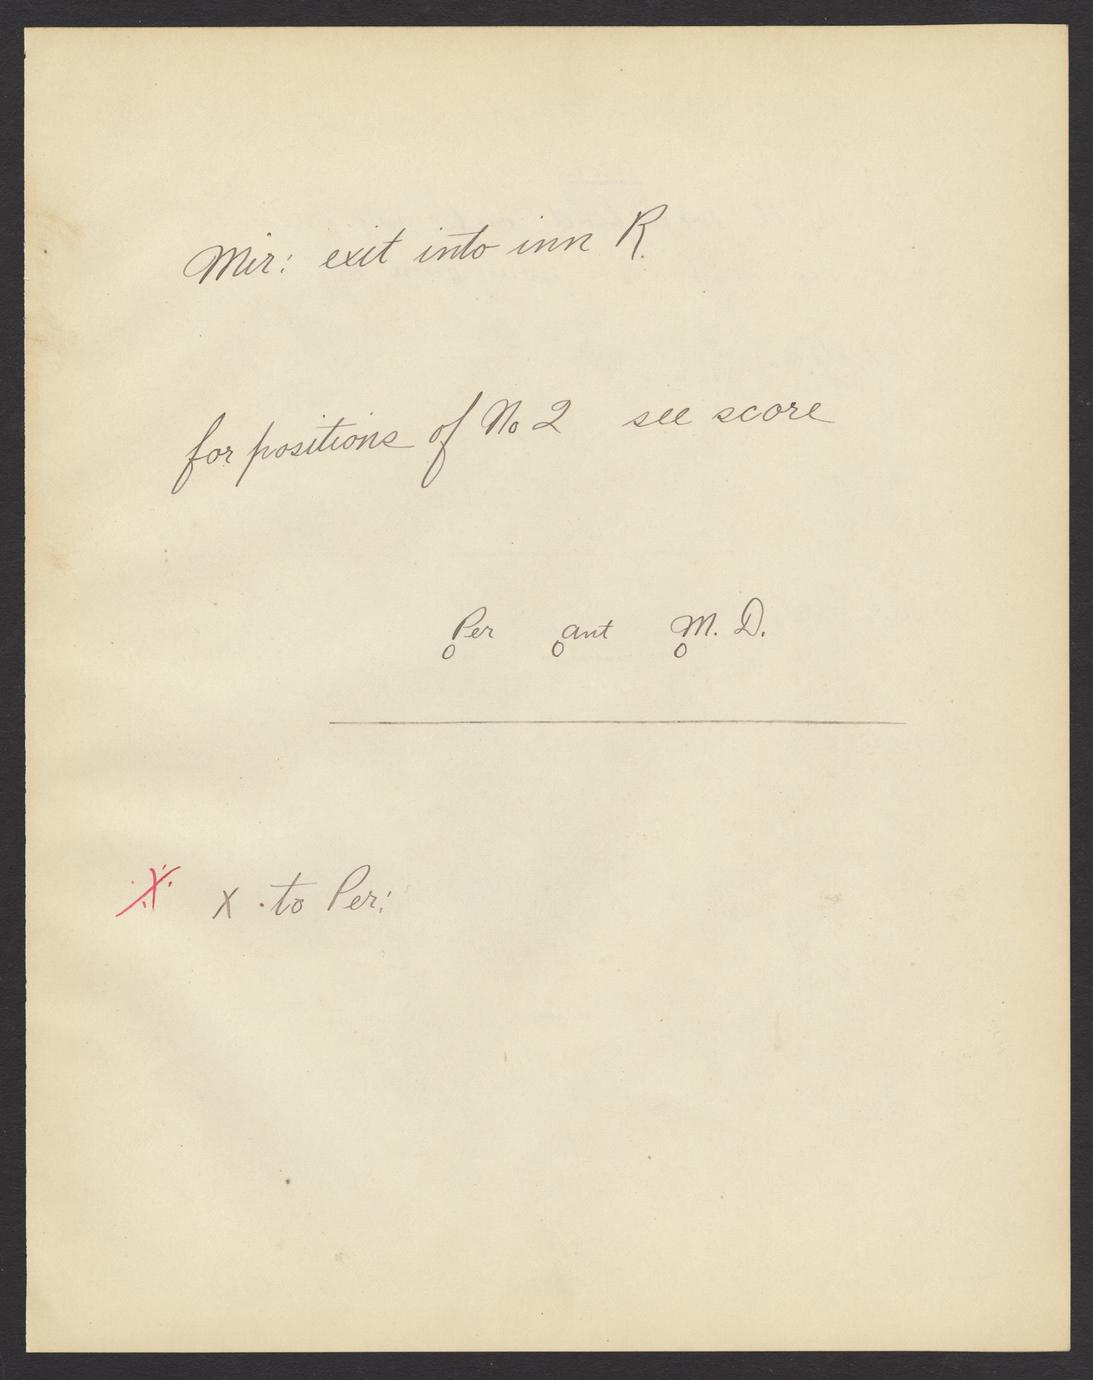 Mir: exit into inn R.
for positions of No 2 see score
Per ant M. D.
o o o
X X to Per: